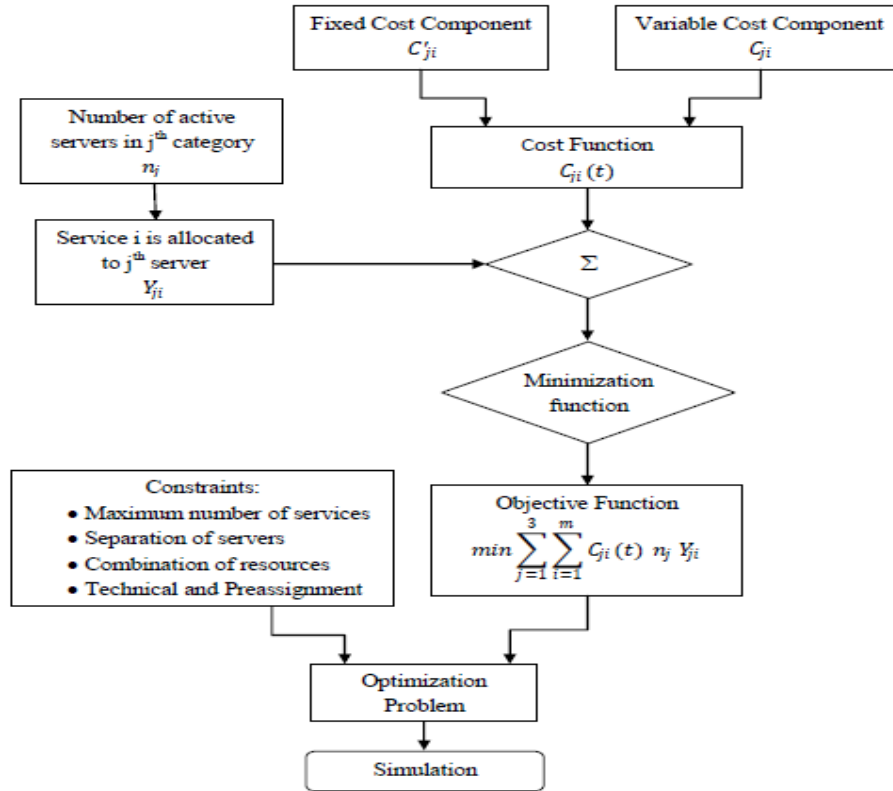 Fixed Cost Component
C'ji
Variable Cost Component
Cji
Number of active
servers in jth category
nj
Cost Function
Cji (t)
Service i is allocated
to jth server
Yji
Σ
Minimization
function
Constraints:
• Maximum number of services
• Separation of servers
• Combination of resources
• Technical and Preassignment
Objective Function
min ∑j=1^3 ∑i=1^m Cji (t) nj Yji
Optimization
Problem
Simulation